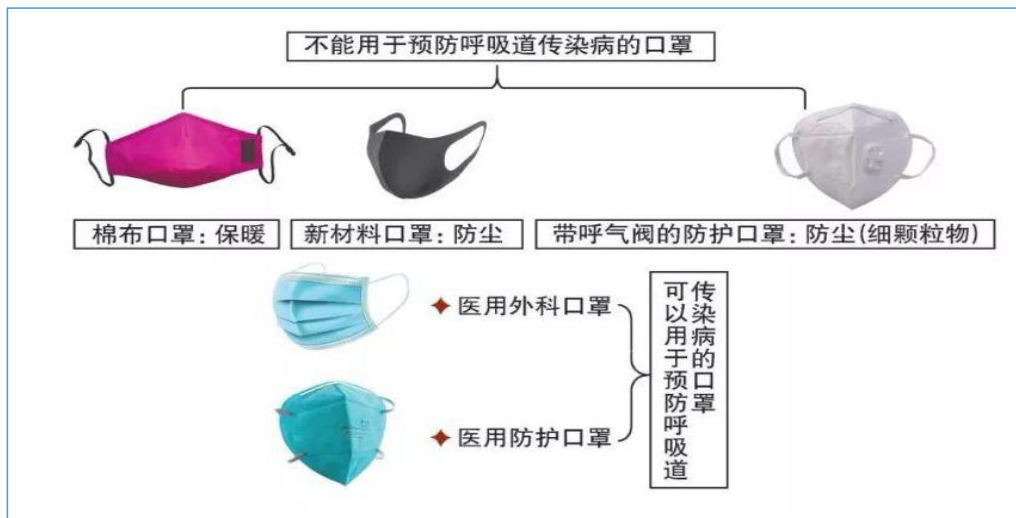 不能用于预防呼吸道传染病的口罩
棉布口罩：保暖
新材料口罩：防尘
带呼气阀的防护口罩：防尘(细颗粒物)
医用外科口罩
医用防护口罩
可以用于预防呼吸道
传染病的口罩